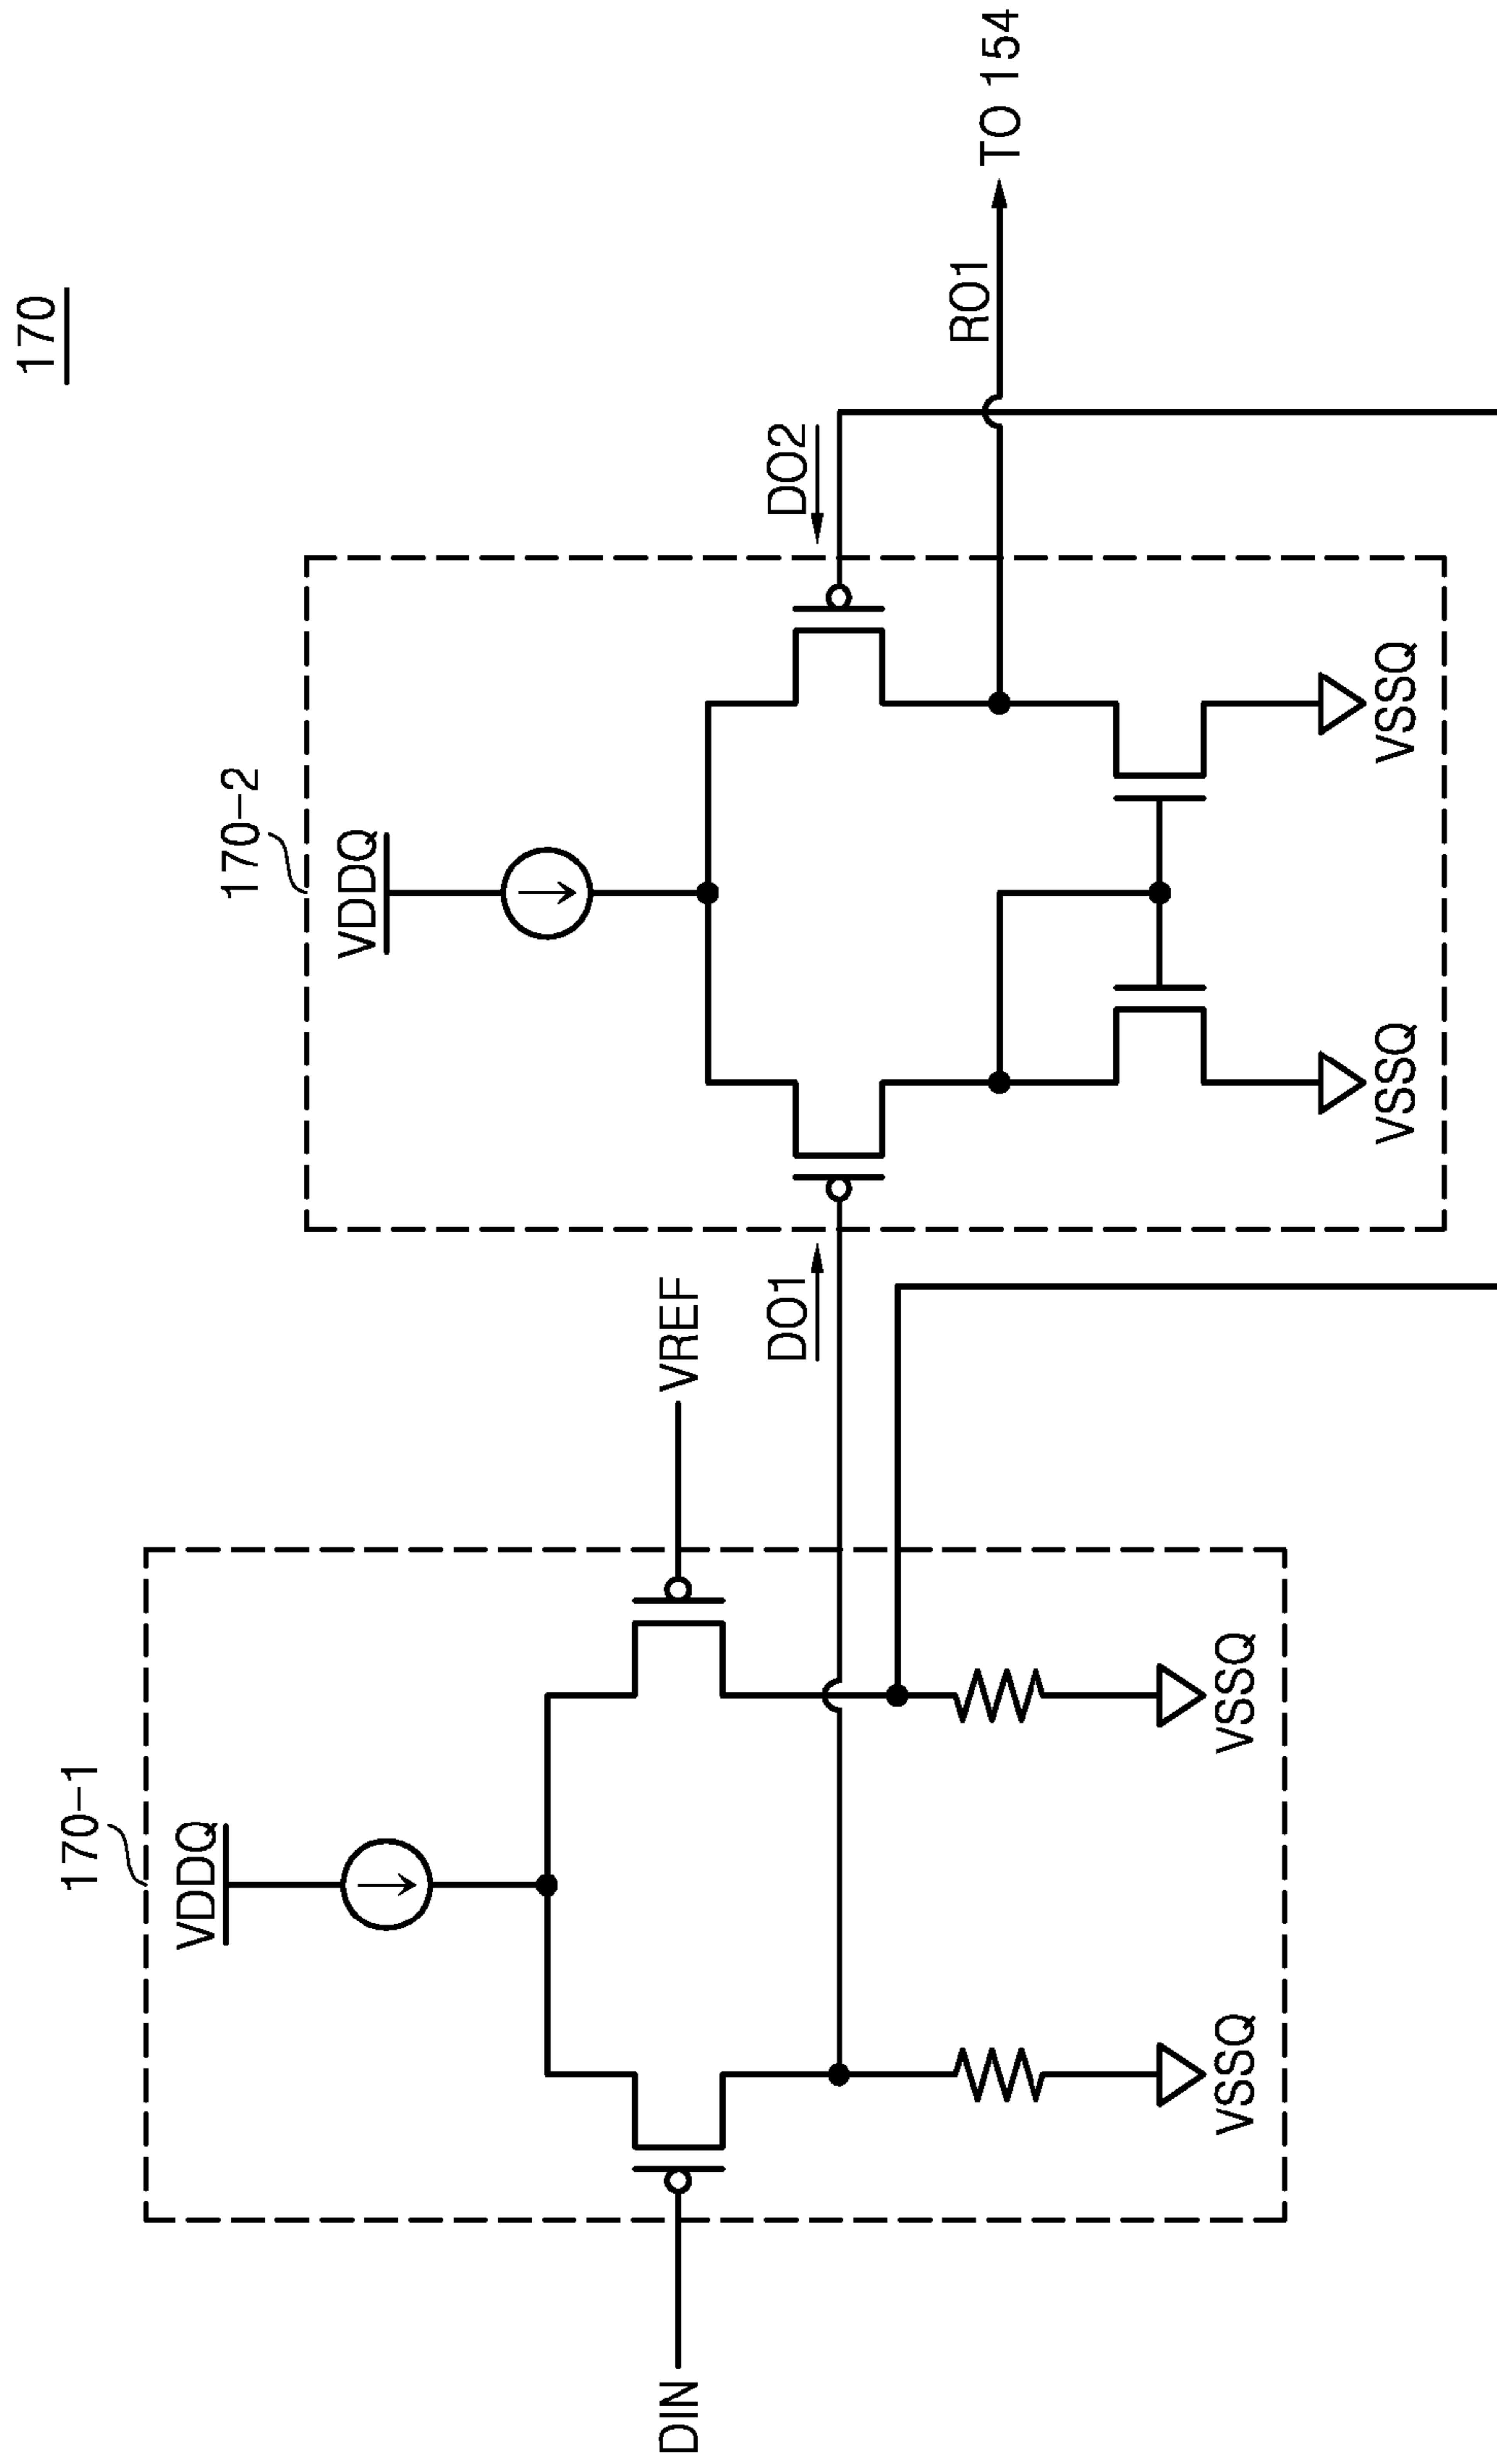 170
170-1
VDDQ
DIN
VREF
VSSQ
VSSQ
170-2
VDDQ
DO1
DO2
RO1
TO 154
VSSQ
VSSQ